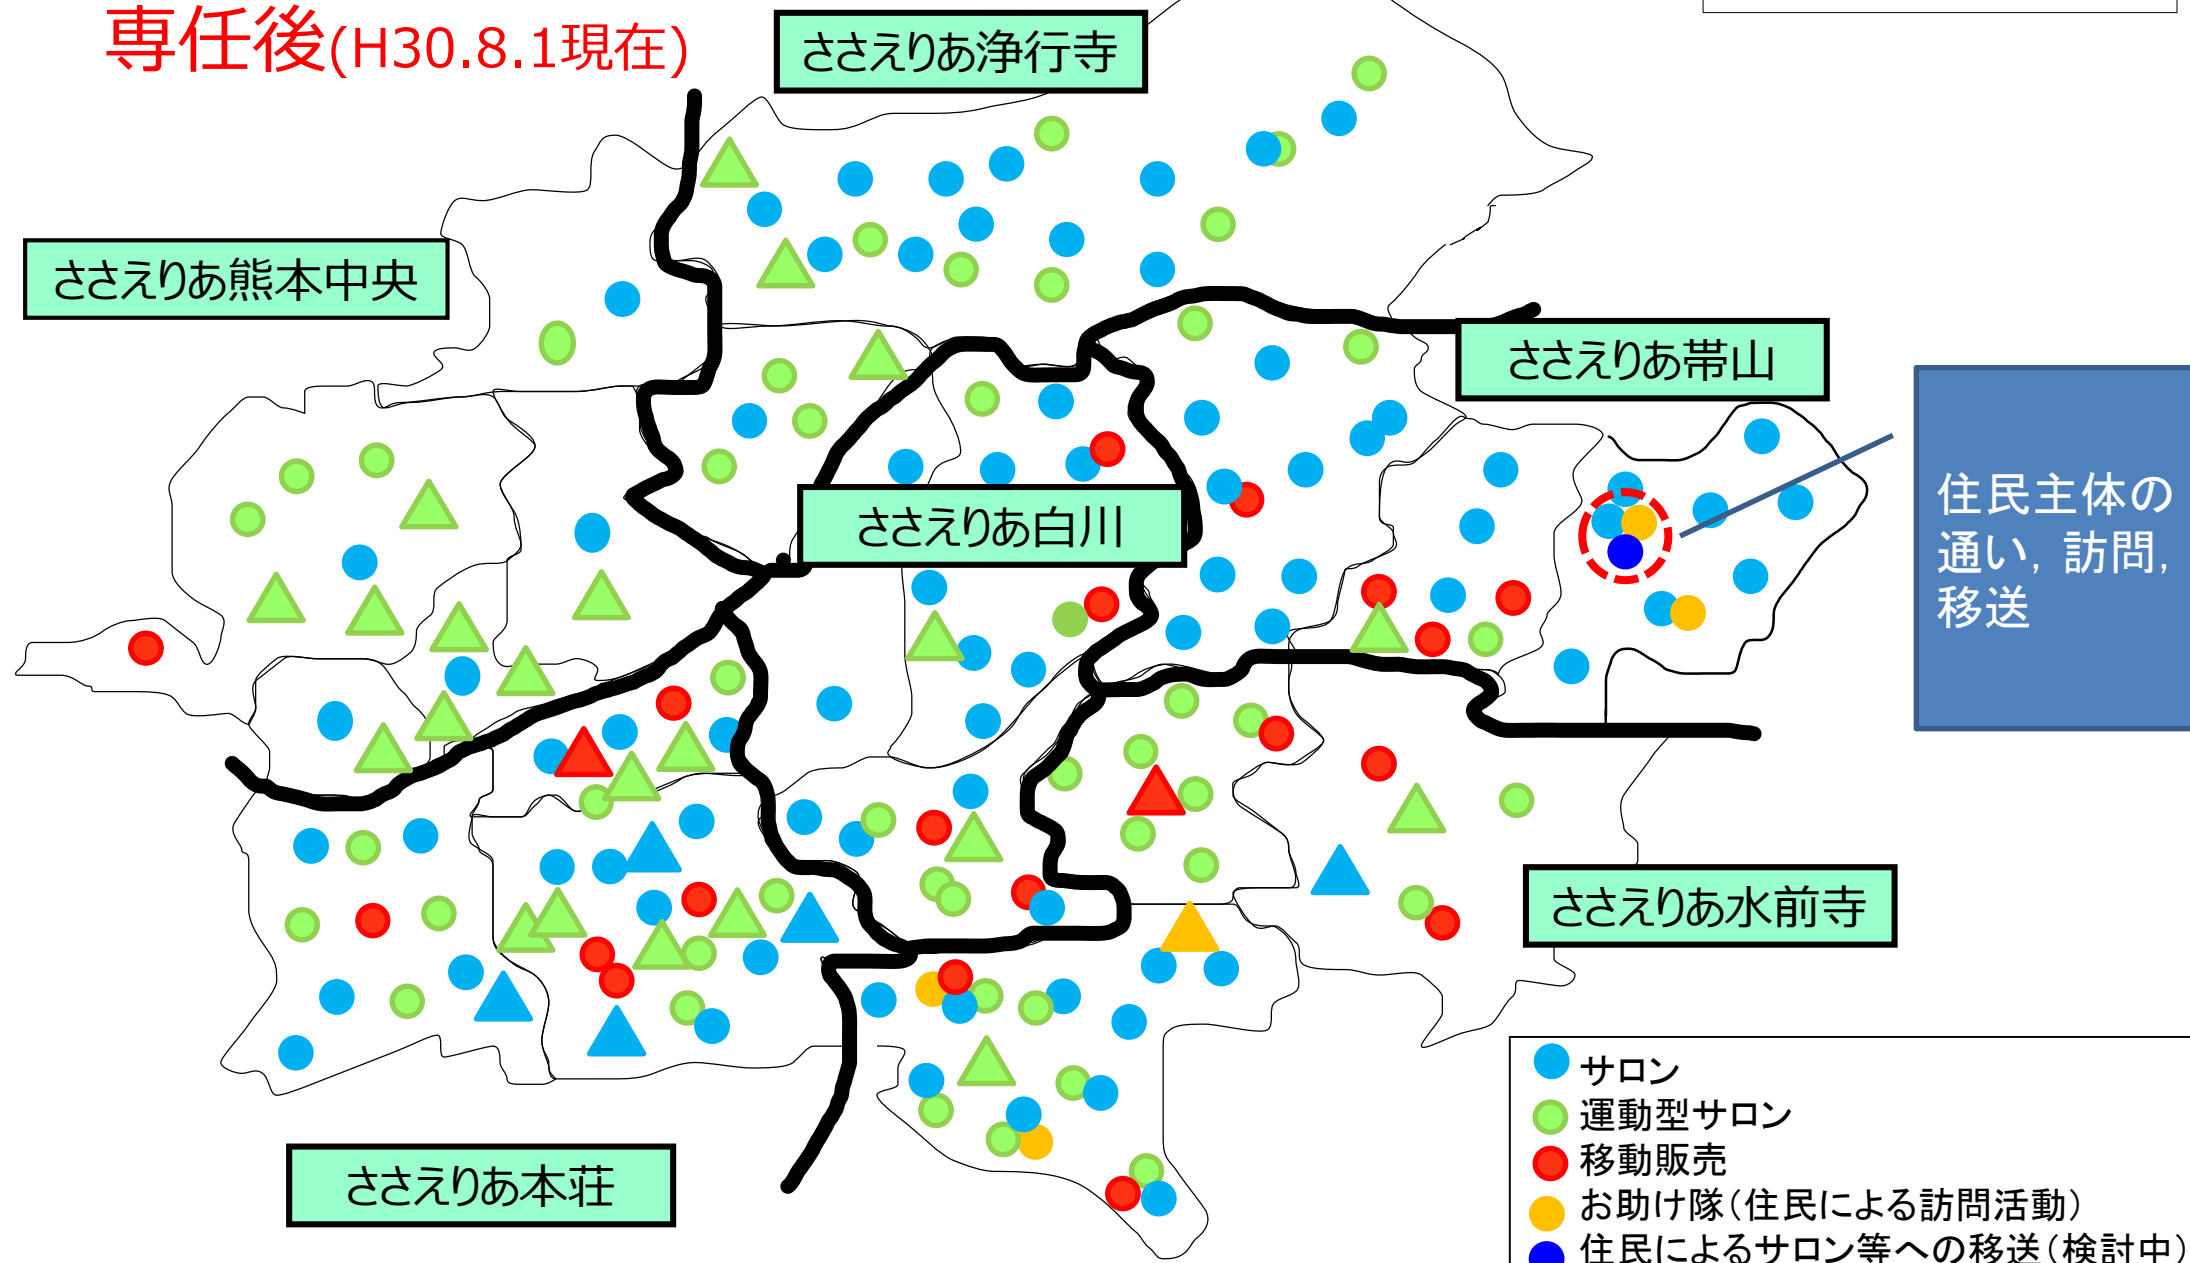 専任後(H30.8.1現在)
ささえりあ浄行寺
ささえりあ熊本中央
ささえりあ帯山
住民主体の
通い，訪問，
移送
ささえりあ白川
ささえりあ水前寺
ささえりあ本荘
サロン
運動型サロン
移動販売
お助け隊（住民による訪問活動）
住民によるサロン等への移送（検討中）